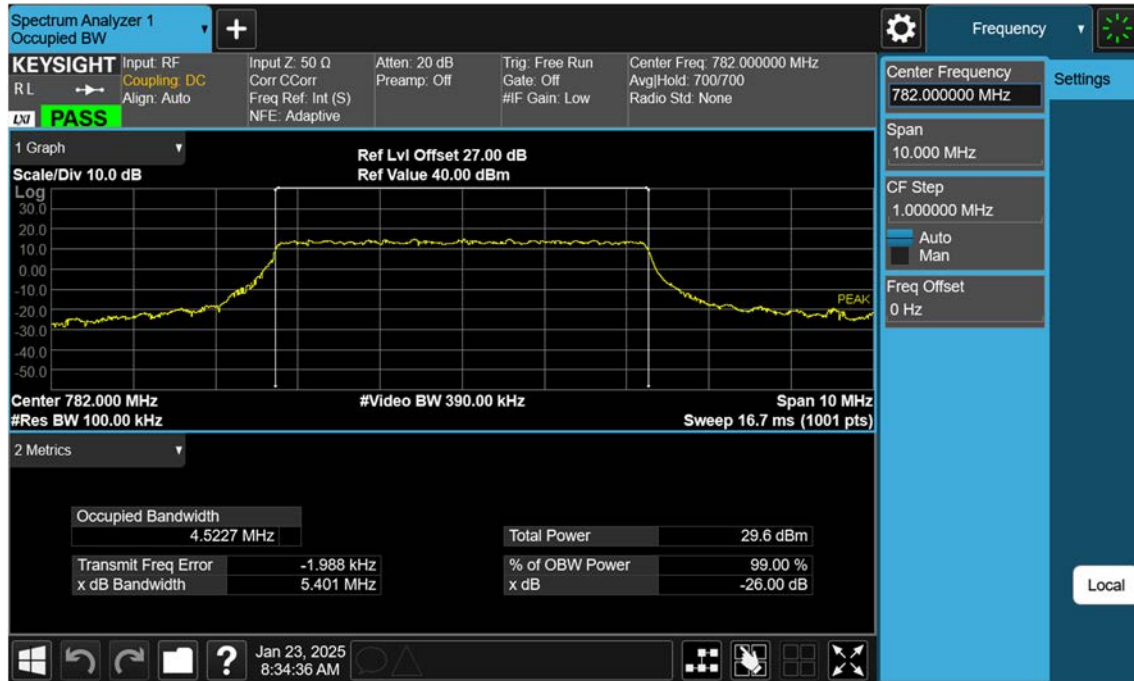 Spectrum Analyzer 1
Occupied BW
Frequency
KEYSIGHT
R L
LXI
PASS
Input: RF
Coupling: DC
Align: Auto
Input Z: 50 Ω
Corr CCorr
Freq Ref: Int (S)
NFE: Adaptive
Atten: 20 dB
Preamp: Off
Trig: Free Run
Gate: Off
#IF Gain: Low
Center Freq: 782.000000 MHz
Avg|Hold: 700/700
Radio Std: None
Center Frequency
782.000000 MHz
Settings
Span
10.000 MHz
CF Step
1.000000 MHz
Auto
Man
Freq Offset
0 Hz
Local
1 Graph
Scale/Div 10.0 dB
Ref Lvl Offset 27.00 dB
Ref Value 40.00 dBm
Log
30.0
20.0
10.0
0.00
-10.0
-20.0
-30.0
-40.0
-50.0
PEAK
Center 782.000 MHz
#Video BW 390.00 kHz
Span 10 MHz
#Res BW 100.00 kHz
Sweep 16.7 ms (1001 pts)
2 Metrics
Occupied Bandwidth
4.5227 MHz
Total Power 29.6 dBm
Transmit Freq Error -1.988 kHz
% of OBW Power 99.00 %
x dB Bandwidth 5.401 MHz
x dB -26.00 dB
?
Jan 23, 2025
8:34:36 AM